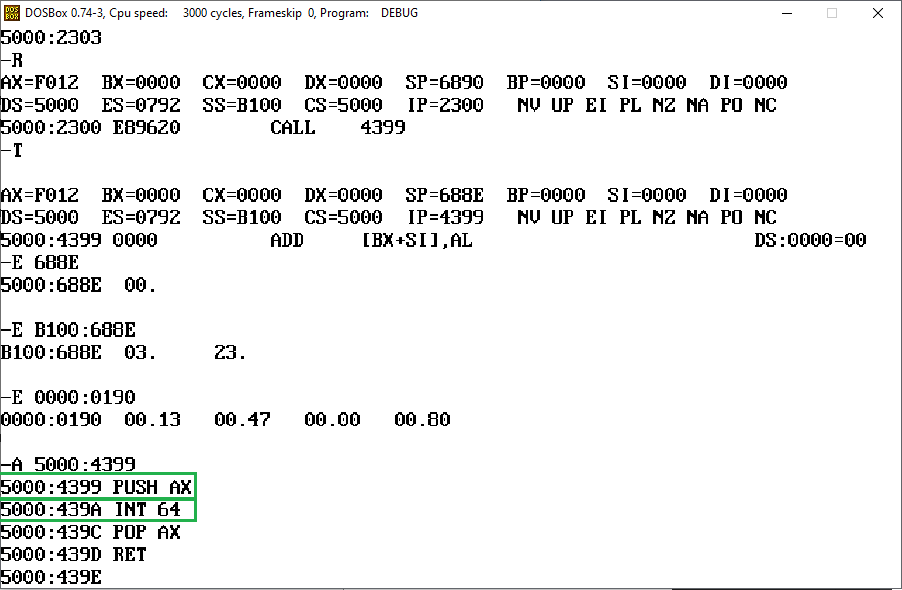 DOSBox 0.74-3, Cpu speed:    3000 cycles, Frameskip  0, Program:    DEBUG
5000:2303
-R
AX=F012  BX=0000  CX=0000  DX=0000  SP=6890  BP=0000  SI=0000  DI=0000
DS=5000  ES=0792  SS=B100  CS=5000  IP=2300   NV UP EI PL NZ NA PO NC
5000:2300 E89620        CALL    4399
-T
AX=F012  BX=0000  CX=0000  DX=0000  SP=688E  BP=0000  SI=0000  DI=0000
DS=5000  ES=0792  SS=B100  CS=5000  IP=4399   NV UP EI PL NZ NA PO NC
5000:4399 0000          ADD     [BX+SI],AL                         DS:0000=00
-E 688E
5000:688E  00.
-E B100:688E
B100:688E  03.     23.
-E 0000:0190
0000:0190  00.13   00.47   00.00   00.80
-A 5000:4399
5000:4399 PUSH AX
5000:439A INT 64
5000:439C POP AX
5000:439D RET
5000:439E